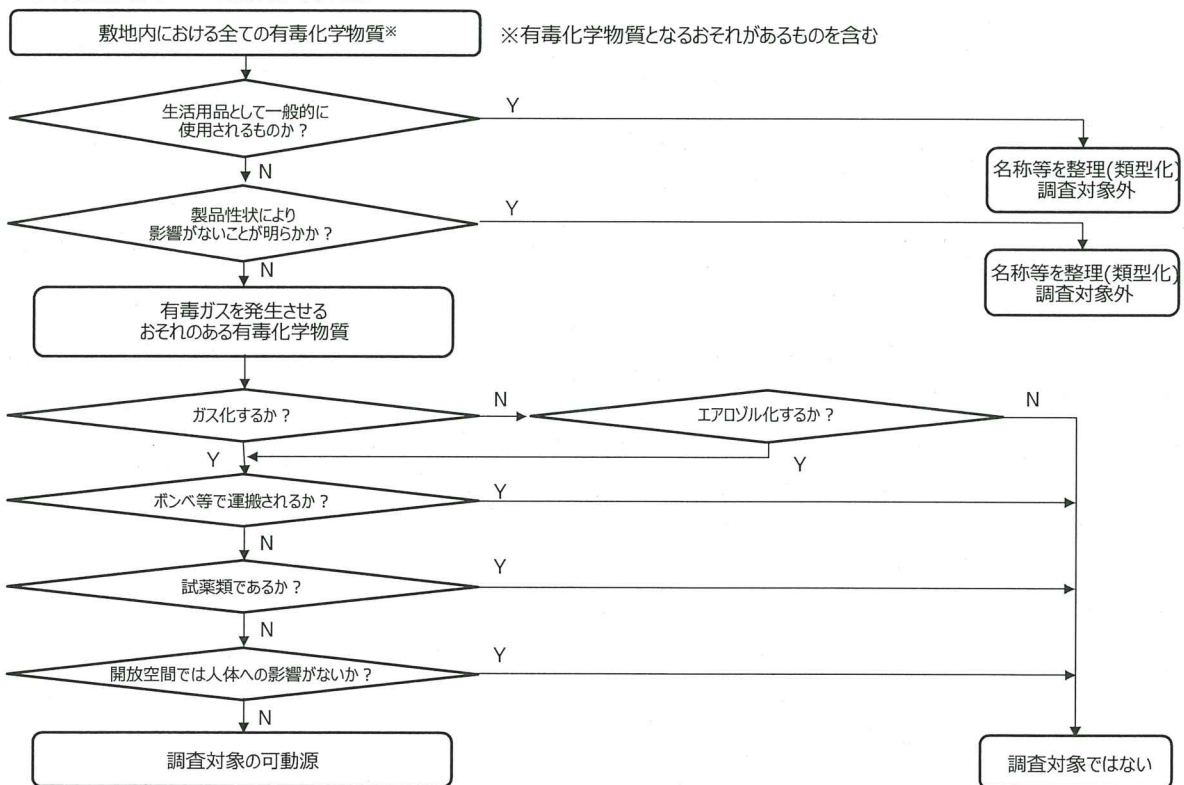 敷地内における全ての有毒化学物質※
※有毒化学物質となるおそれがあるものを含む
生活用品として一般的に
使用されるものか？
Y
N
名称等を整理(類型化)
調査対象外
製品性状により
影響がないことが明らかか？
Y
N
名称等を整理(類型化)
調査対象外
有毒ガスを発生させる
おそれのある有毒化学物質
ガス化するか？
N
エアロゾル化するか？
N
Y
Y
ボンベ等で運搬されるか？
Y
N
試薬類であるか？
Y
N
開放空間では人体への影響がないか？
Y
N
調査対象の可動源
調査対象ではない